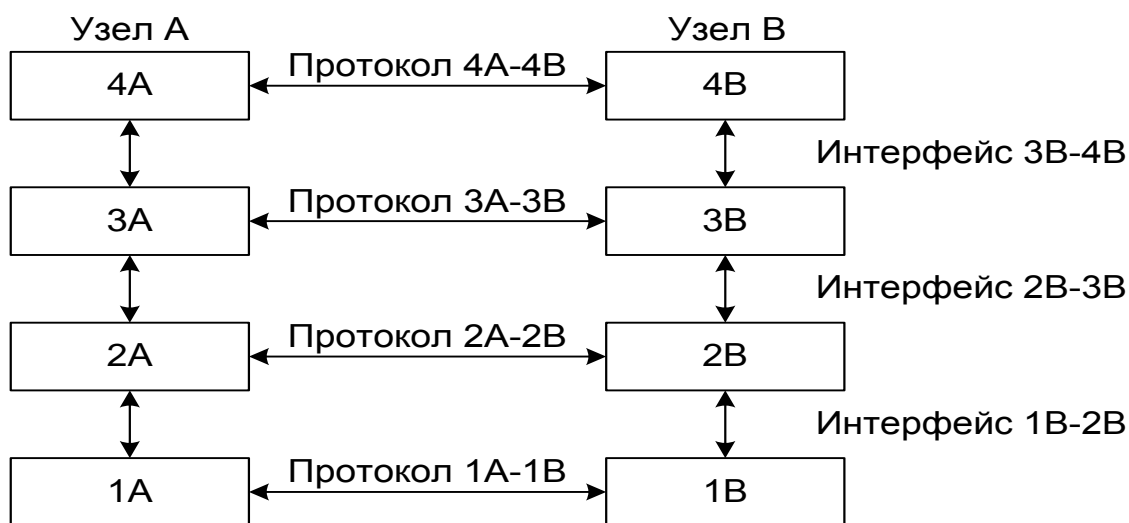 Узел А Узел В
4А Протокол 4А-4В 4В
Интерфейс 3В-4В
3А Протокол 3А-3В 3В
Интерфейс 2В-3В
2А Протокол 2А-2В 2В
Интерфейс 1В-2В
1А Протокол 1А-1В 1В